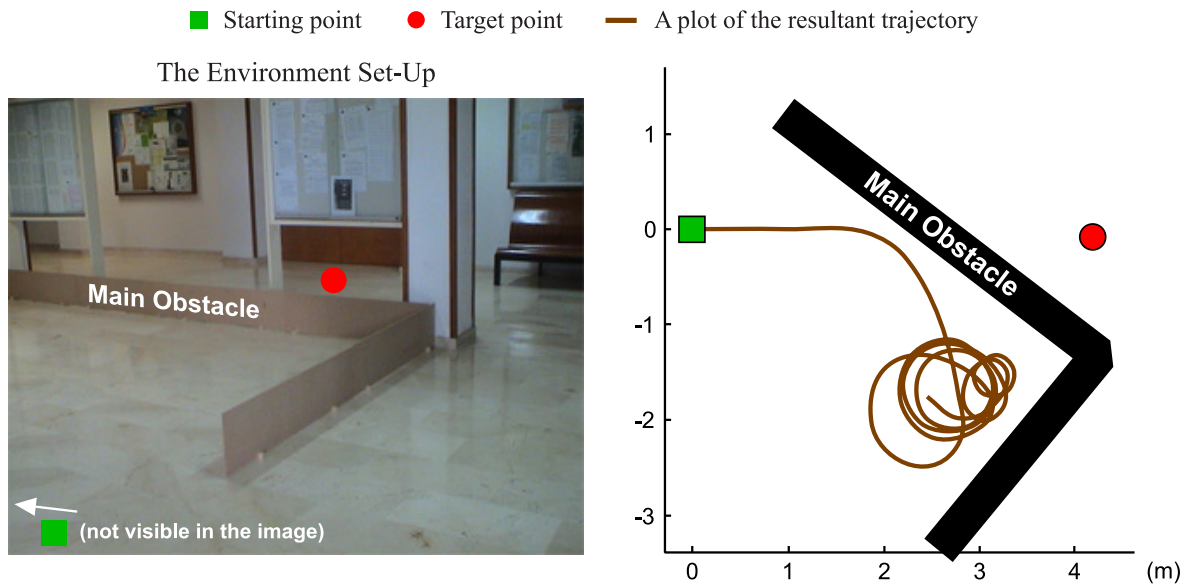 Starting point
Target point
A plot of the resultant trajectory
The Environment Set-Up
Main Obstacle
(not visible in the image)
Main Obstacle
1
0
-1
-2
-3
0 1 2 3 4 (m)